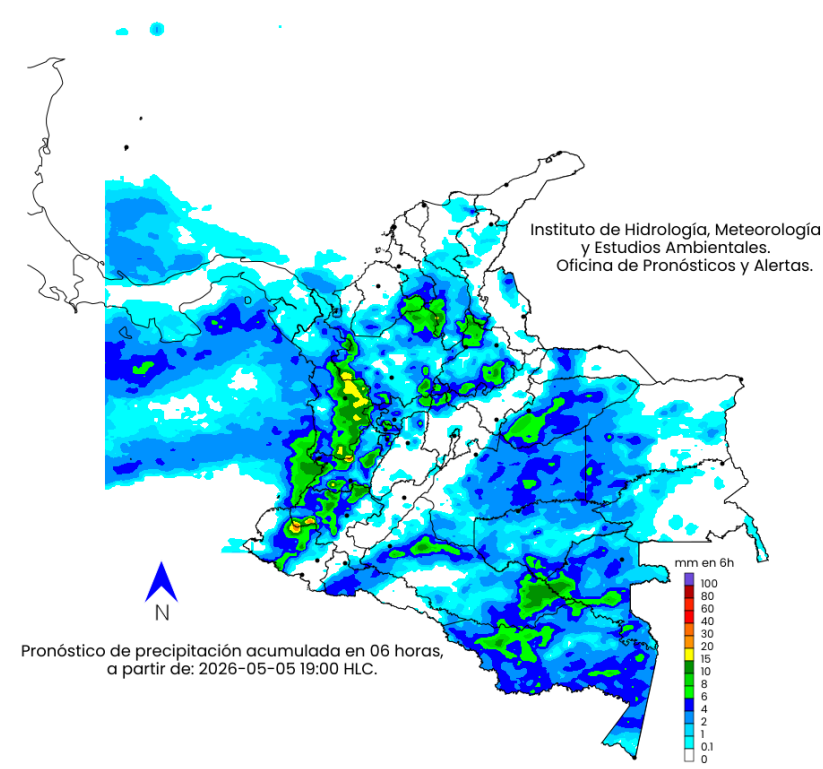 Instituto de Hidrología, Meteorología
y Estudios Ambientales.
Oficina de Pronósticos y Alertas.
mm en 6h
100
80
60
40
30
20
15
10
8
6
4
2
1
0.1
0
N
Pronóstico de precipitación acumulada en 06 horas,
a partir de: 2026-05-05 19:00 HLC.